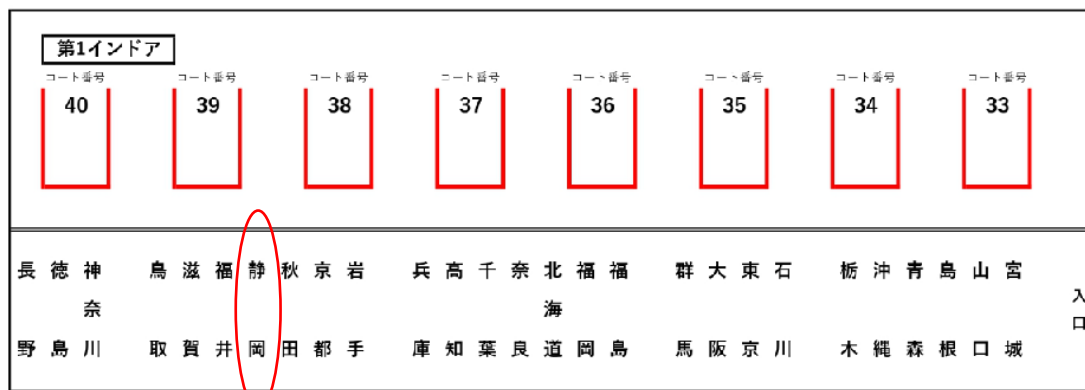 第1インドア
コート番号 コート番号 コート番号 コート番号 コート番号 コート番号 コート番号 コート番号
40 39 38 37 36 35 34 33
長野
徳島
神奈川
鳥取
滋賀
福井
静岡
秋田
京都
岩手
兵庫
高知
千葉
奈良
北海道
福岡
福島
群馬
大阪
東京
石川
栃木
沖縄
青森
島根
山口
宮城
入口